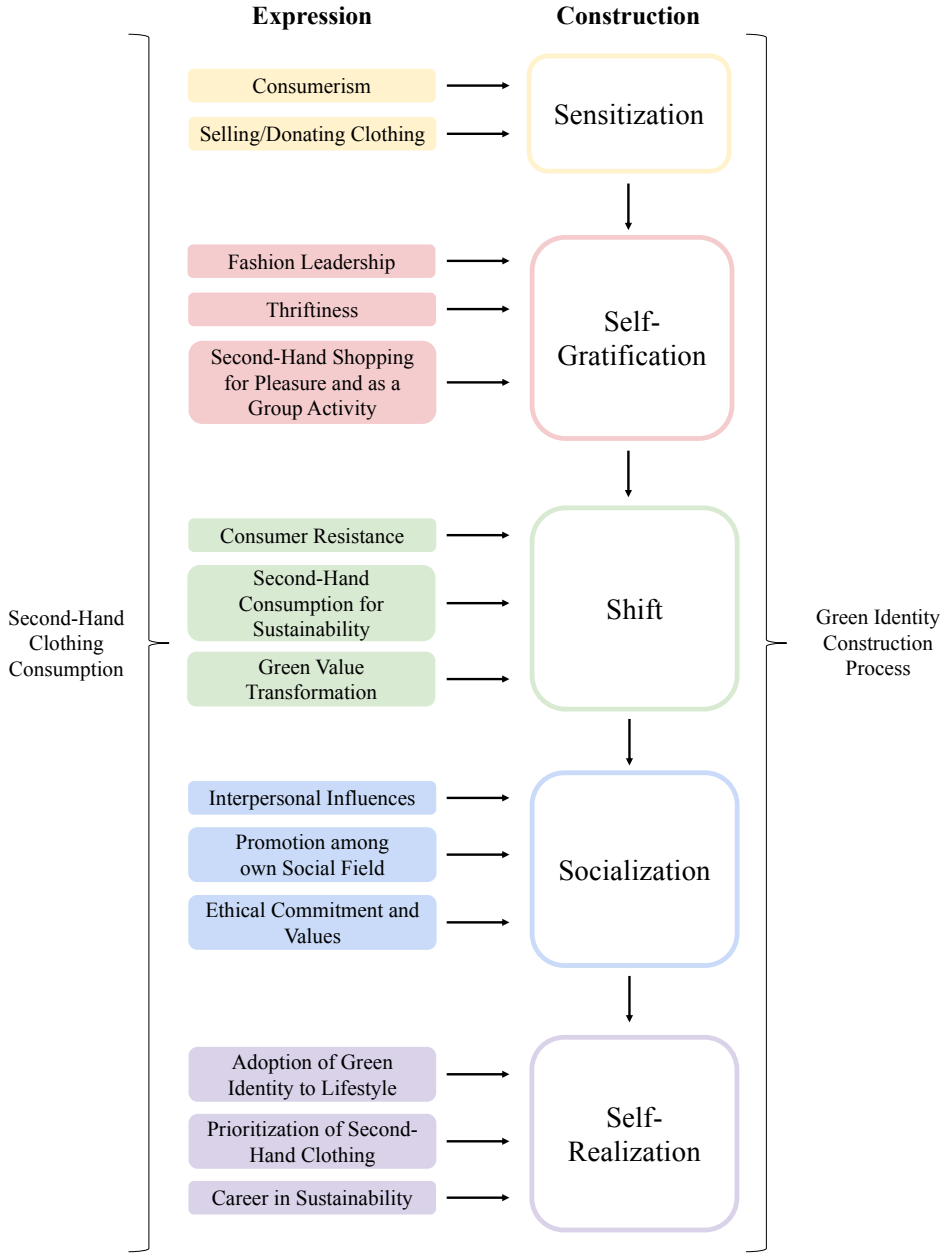 Expression
Construction
Consumerism
Selling/Donating Clothing
Sensitization
Fashion Leadership
Thriftiness
Second-Hand Shopping
for Pleasure and as a
Group Activity
Self-
Gratification
Consumer Resistance
Second-Hand
Consumption for
Sustainability
Green Value
Transformation
Shift
Second-Hand
Clothing
Consumption
Green Identity
Construction
Process
Interpersonal Influences
Promotion among
own Social Field
Ethical Commitment and
Values
Socialization
Adoption of Green
Identity to Lifestyle
Prioritization of Second-
Hand Clothing
Career in Sustainability
Self-
Realization